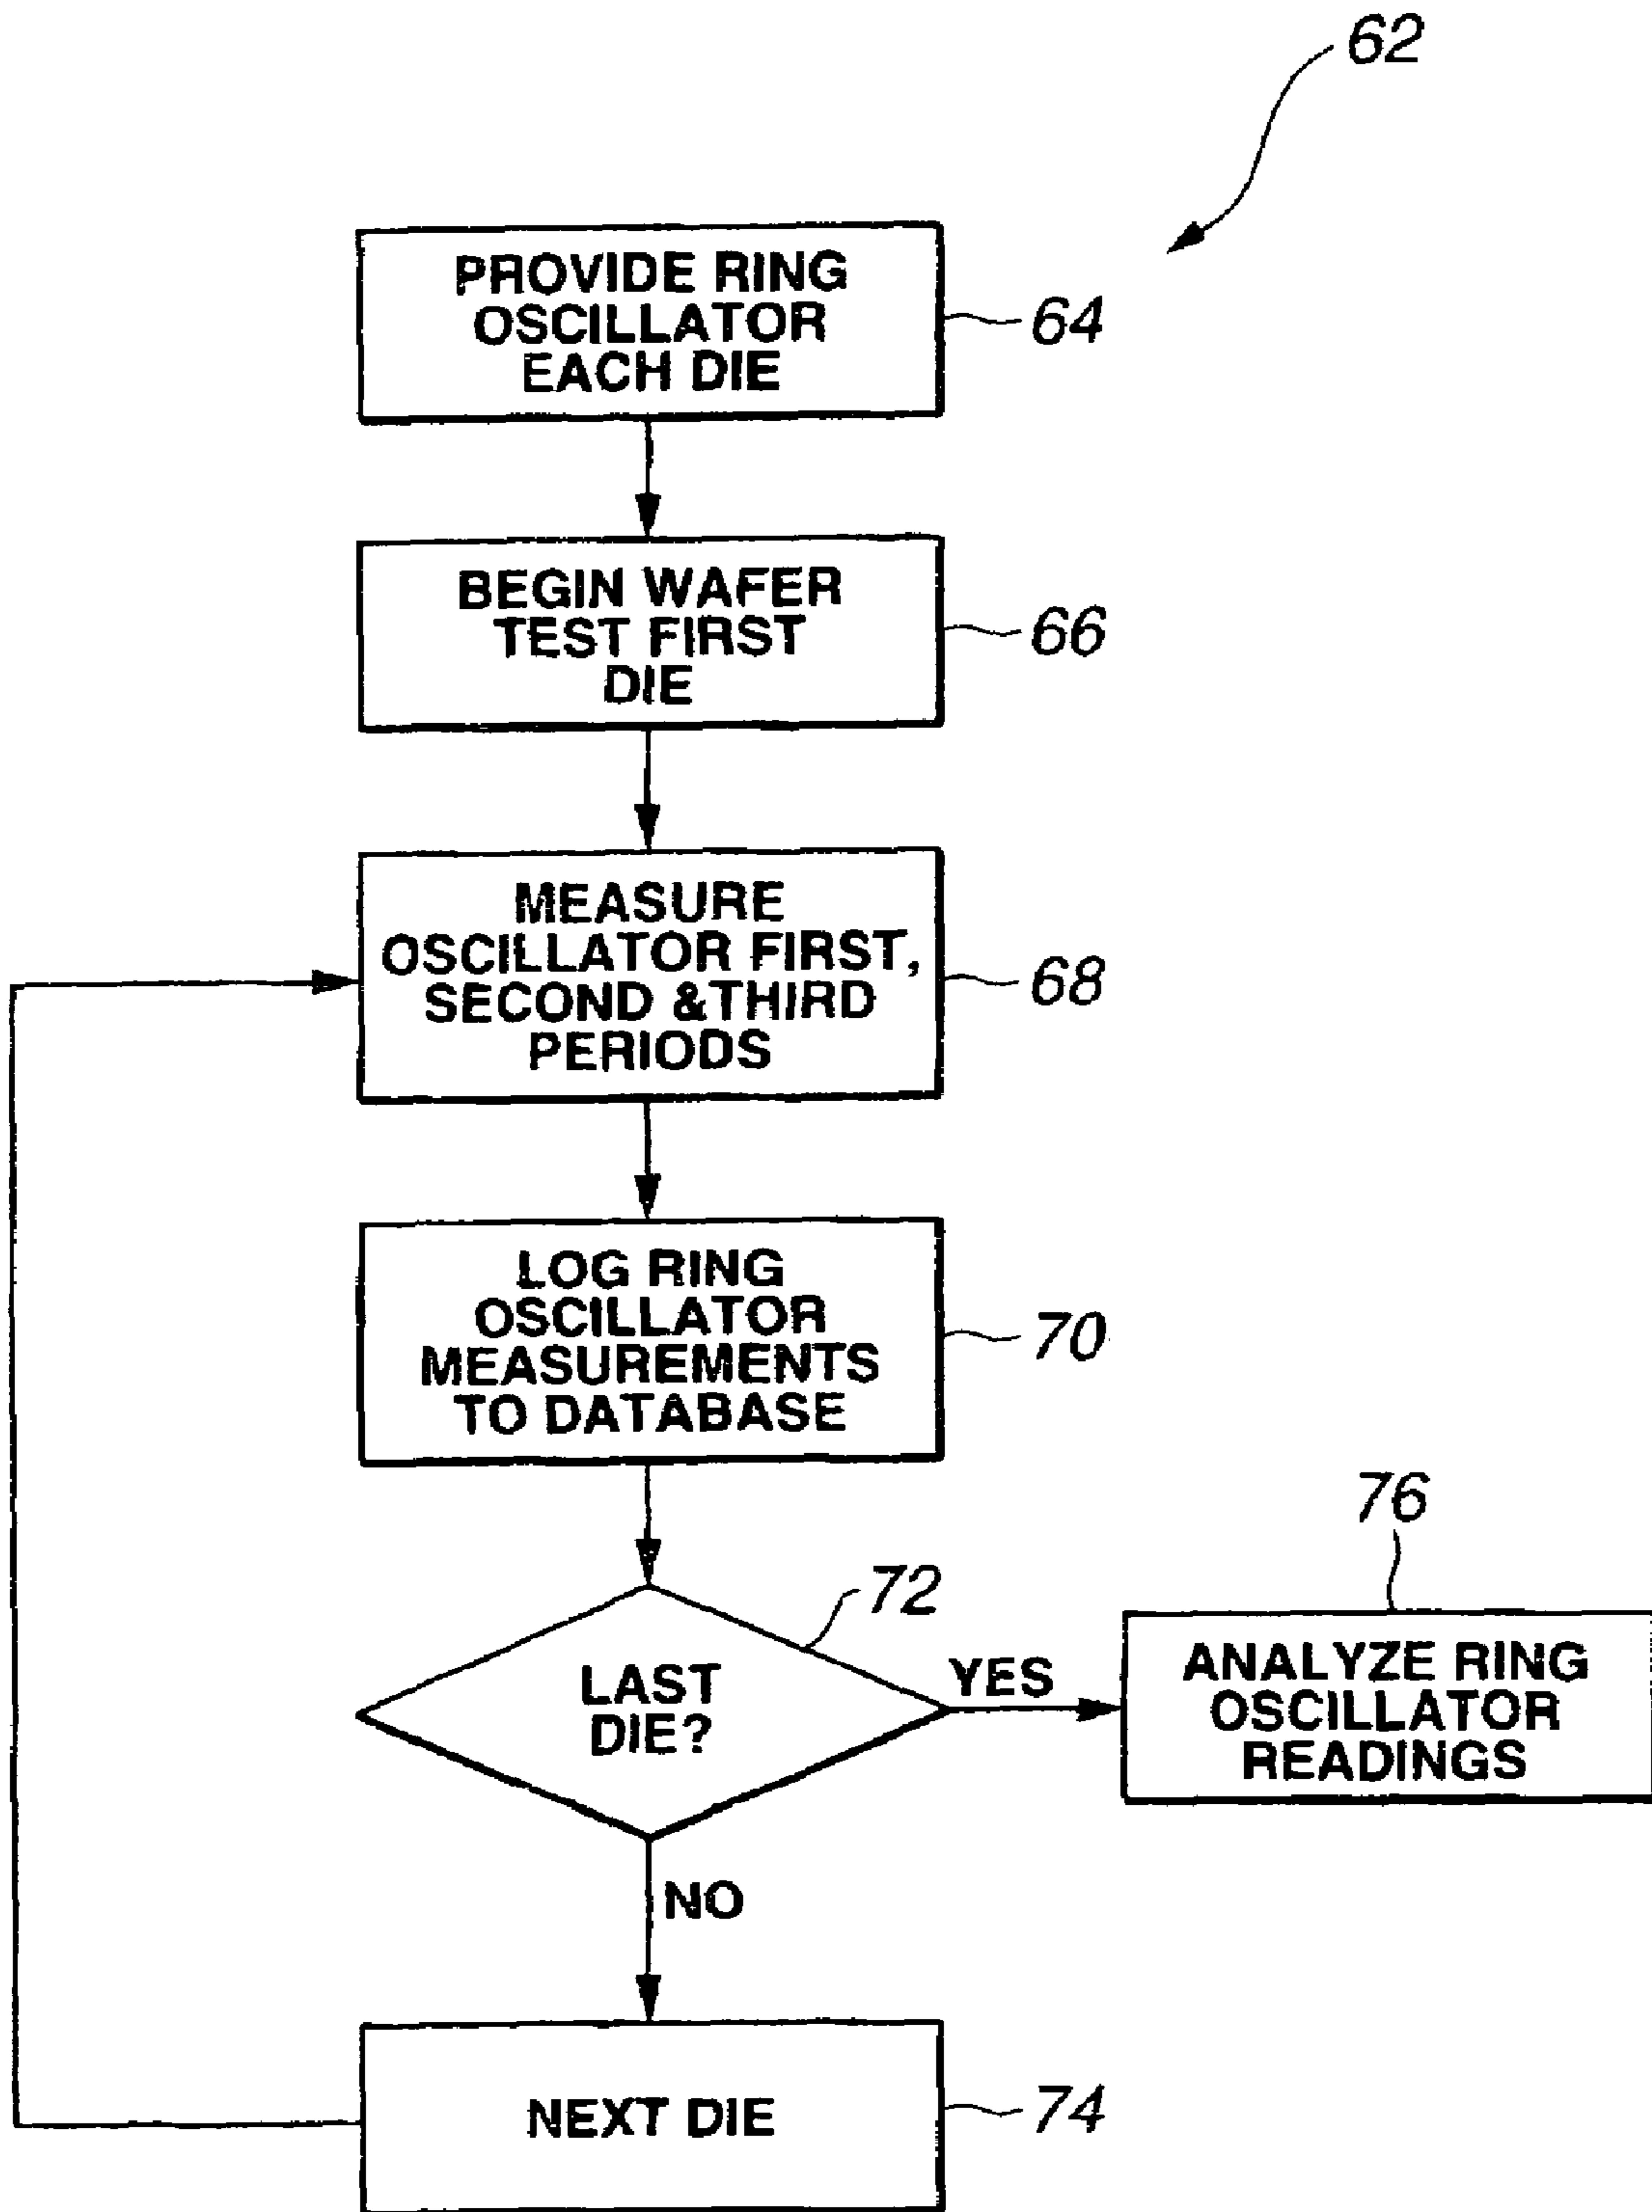 62
PROVIDE RING
OSCILLATOR
EACH DIE
64
BEGIN WAFER
TEST FIRST
DIE
66
MEASURE
OSCILLATOR FIRST,
SECOND &THIRD
PERIODS
68
LOG RING
OSCILLATOR
MEASUREMENTS
TO DATABASE
70
LAST
DIE?
72
YES
ANALYZE RING
OSCILLATOR
READINGS
76
NO
NEXT DIE
74